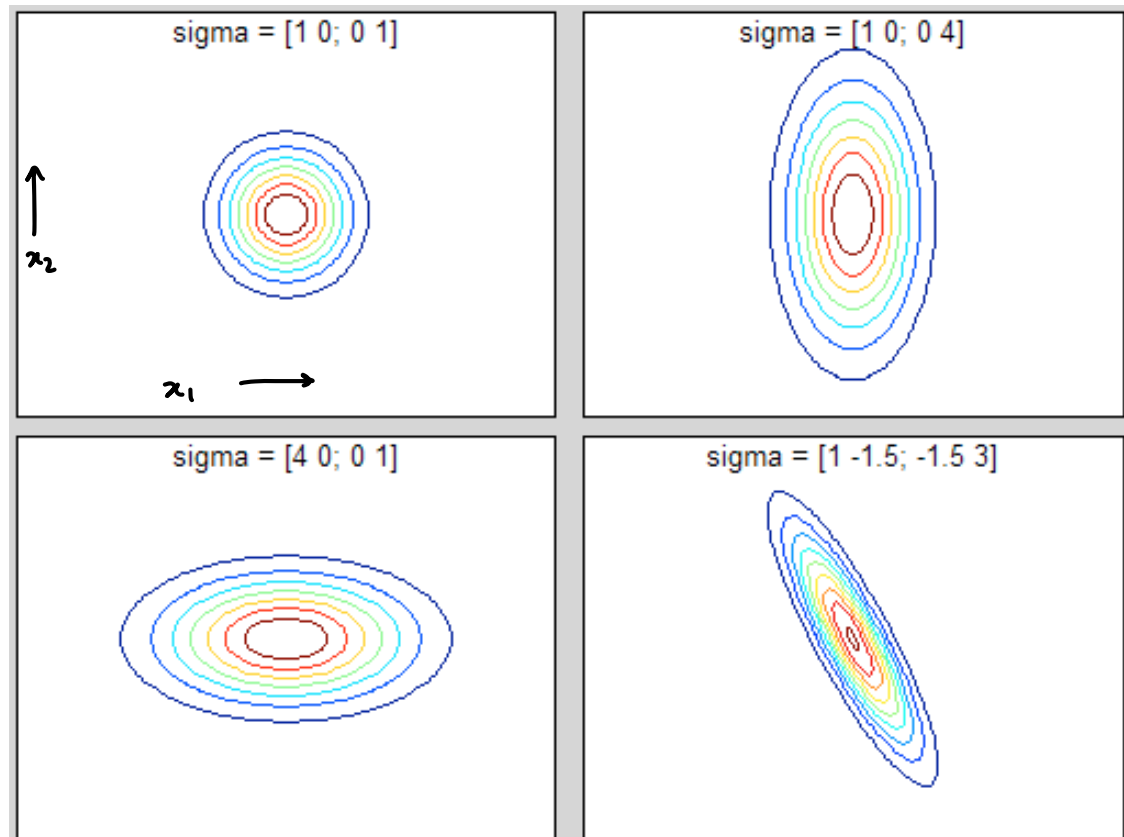 sigma = [1 0; 0 1]
sigma = [1 0; 0 4]
x₂
x₁
sigma = [4 0; 0 1]
sigma = [1 -1.5; -1.5 3]